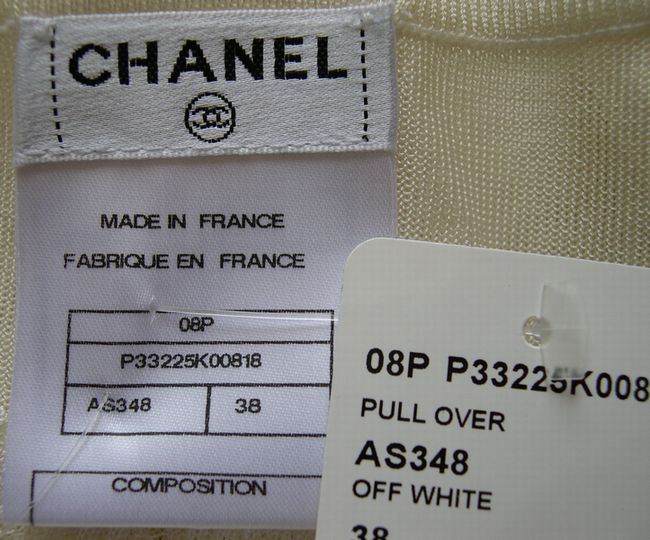 CHANEL
MADE IN FRANCE
FABRIQUE EN FRANCE
08P
P33225K00818
AS348 38
COMPOSITION
08P P33225K008
PULL OVER
AS348
OFF WHITE
38